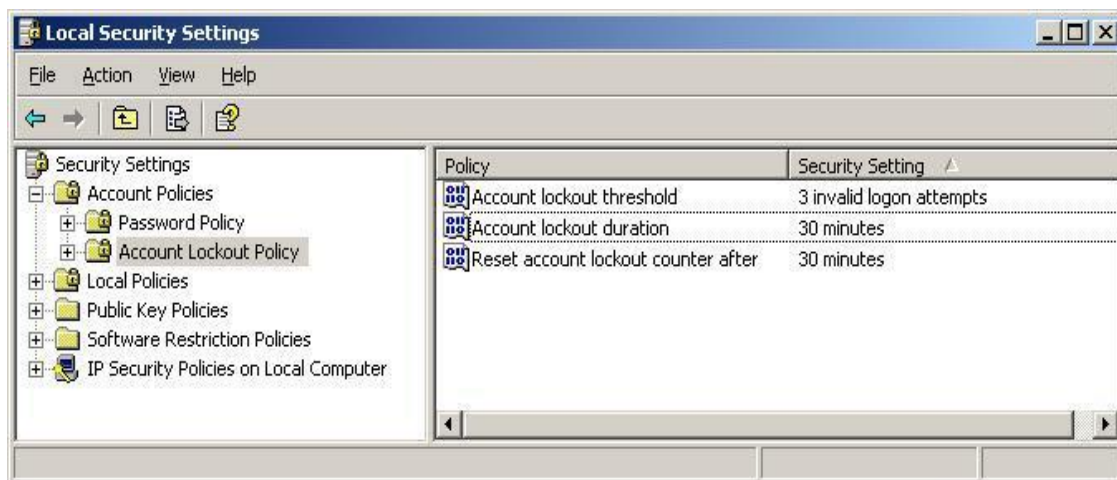 Local Security Settings
File Action View Help
Security Settings
Account Policies
Password Policy
Account Lockout Policy
Local Policies
Public Key Policies
Software Restriction Policies
IP Security Policies on Local Computer
Policy Security Setting
Account lockout threshold 3 invalid logon attempts
Account lockout duration 30 minutes
Reset account lockout counter after 30 minutes